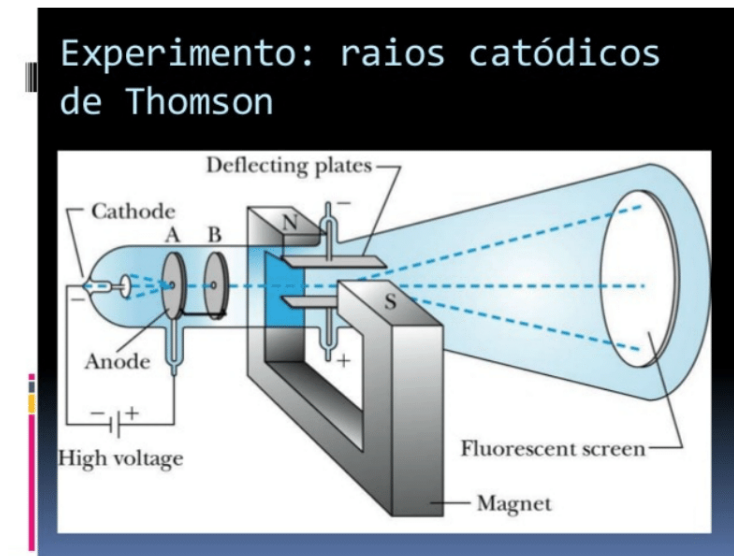 Experimento: raios catódicos
de Thomson
Deflecting plates
Cathode
A B
N
−
−
S
Anode
+
− +
High voltage
Fluorescent screen
Magnet